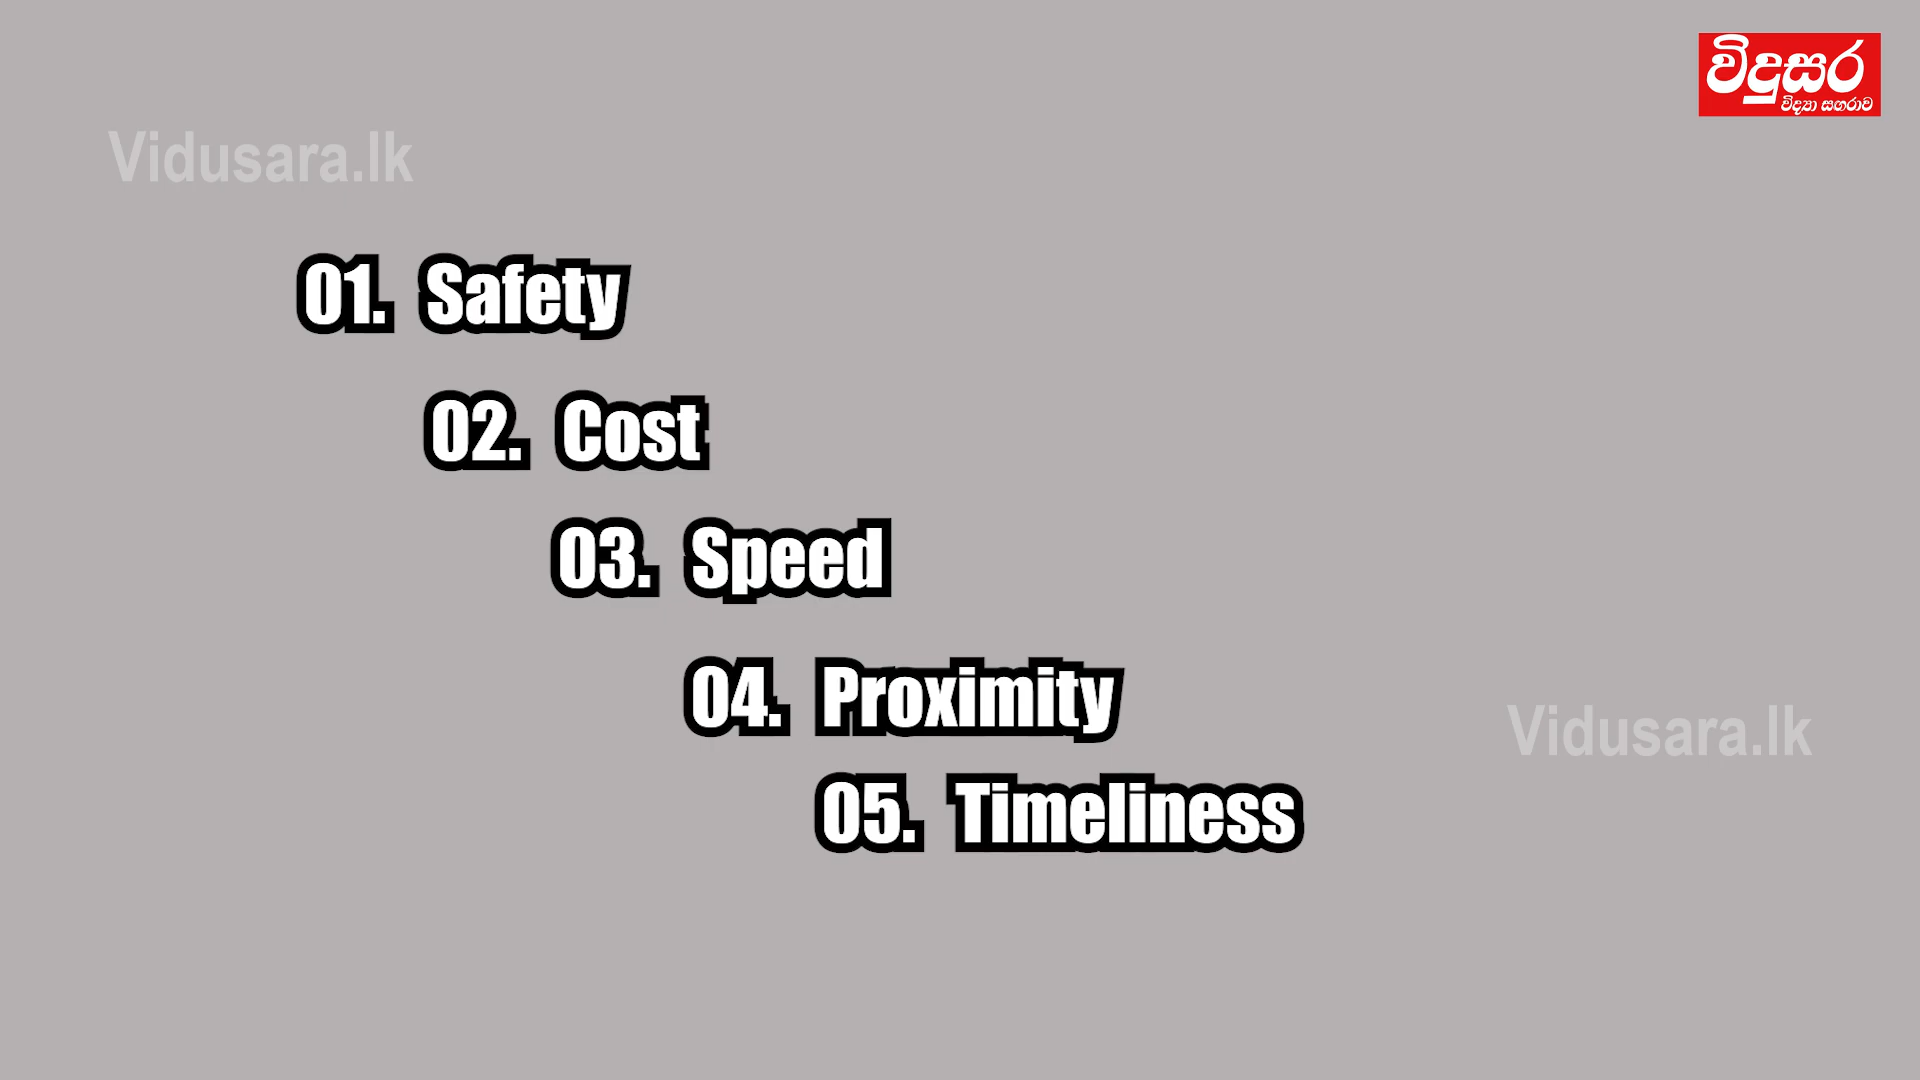 විදුසර
විද්‍යා සඟරාව
Vidusara.lk
01. Safety
02. Cost
03. Speed
04. Proximity
Vidusara.lk
05. Timeliness